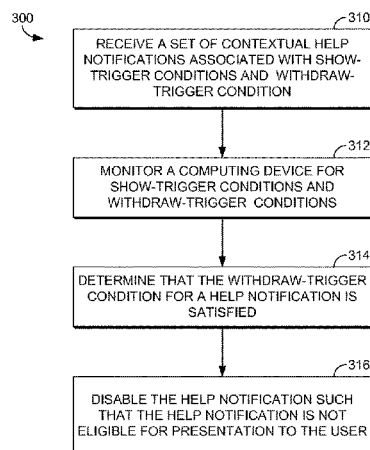 300
310
RECEIVE A SET OF CONTEXTUAL HELP
NOTIFICATIONS ASSOCIATED WITH SHOW-
TRIGGER CONDITIONS AND WITHDRAW-
TRIGGER CONDITION
312
MONITOR A COMPUTING DEVICE FOR
SHOW-TRIGGER CONDITIONS AND
WITHDRAW-TRIGGER CONDITIONS
314
DETERMINE THAT THE WITHDRAW-TRIGGER
CONDITION FOR A HELP NOTIFICATION IS
SATISFIED
316
DISABLE THE HELP NOTIFICATION SUCH
THAT THE HELP NOTIFICATION IS NOT
ELIGIBLE FOR PRESENTATION TO THE USER